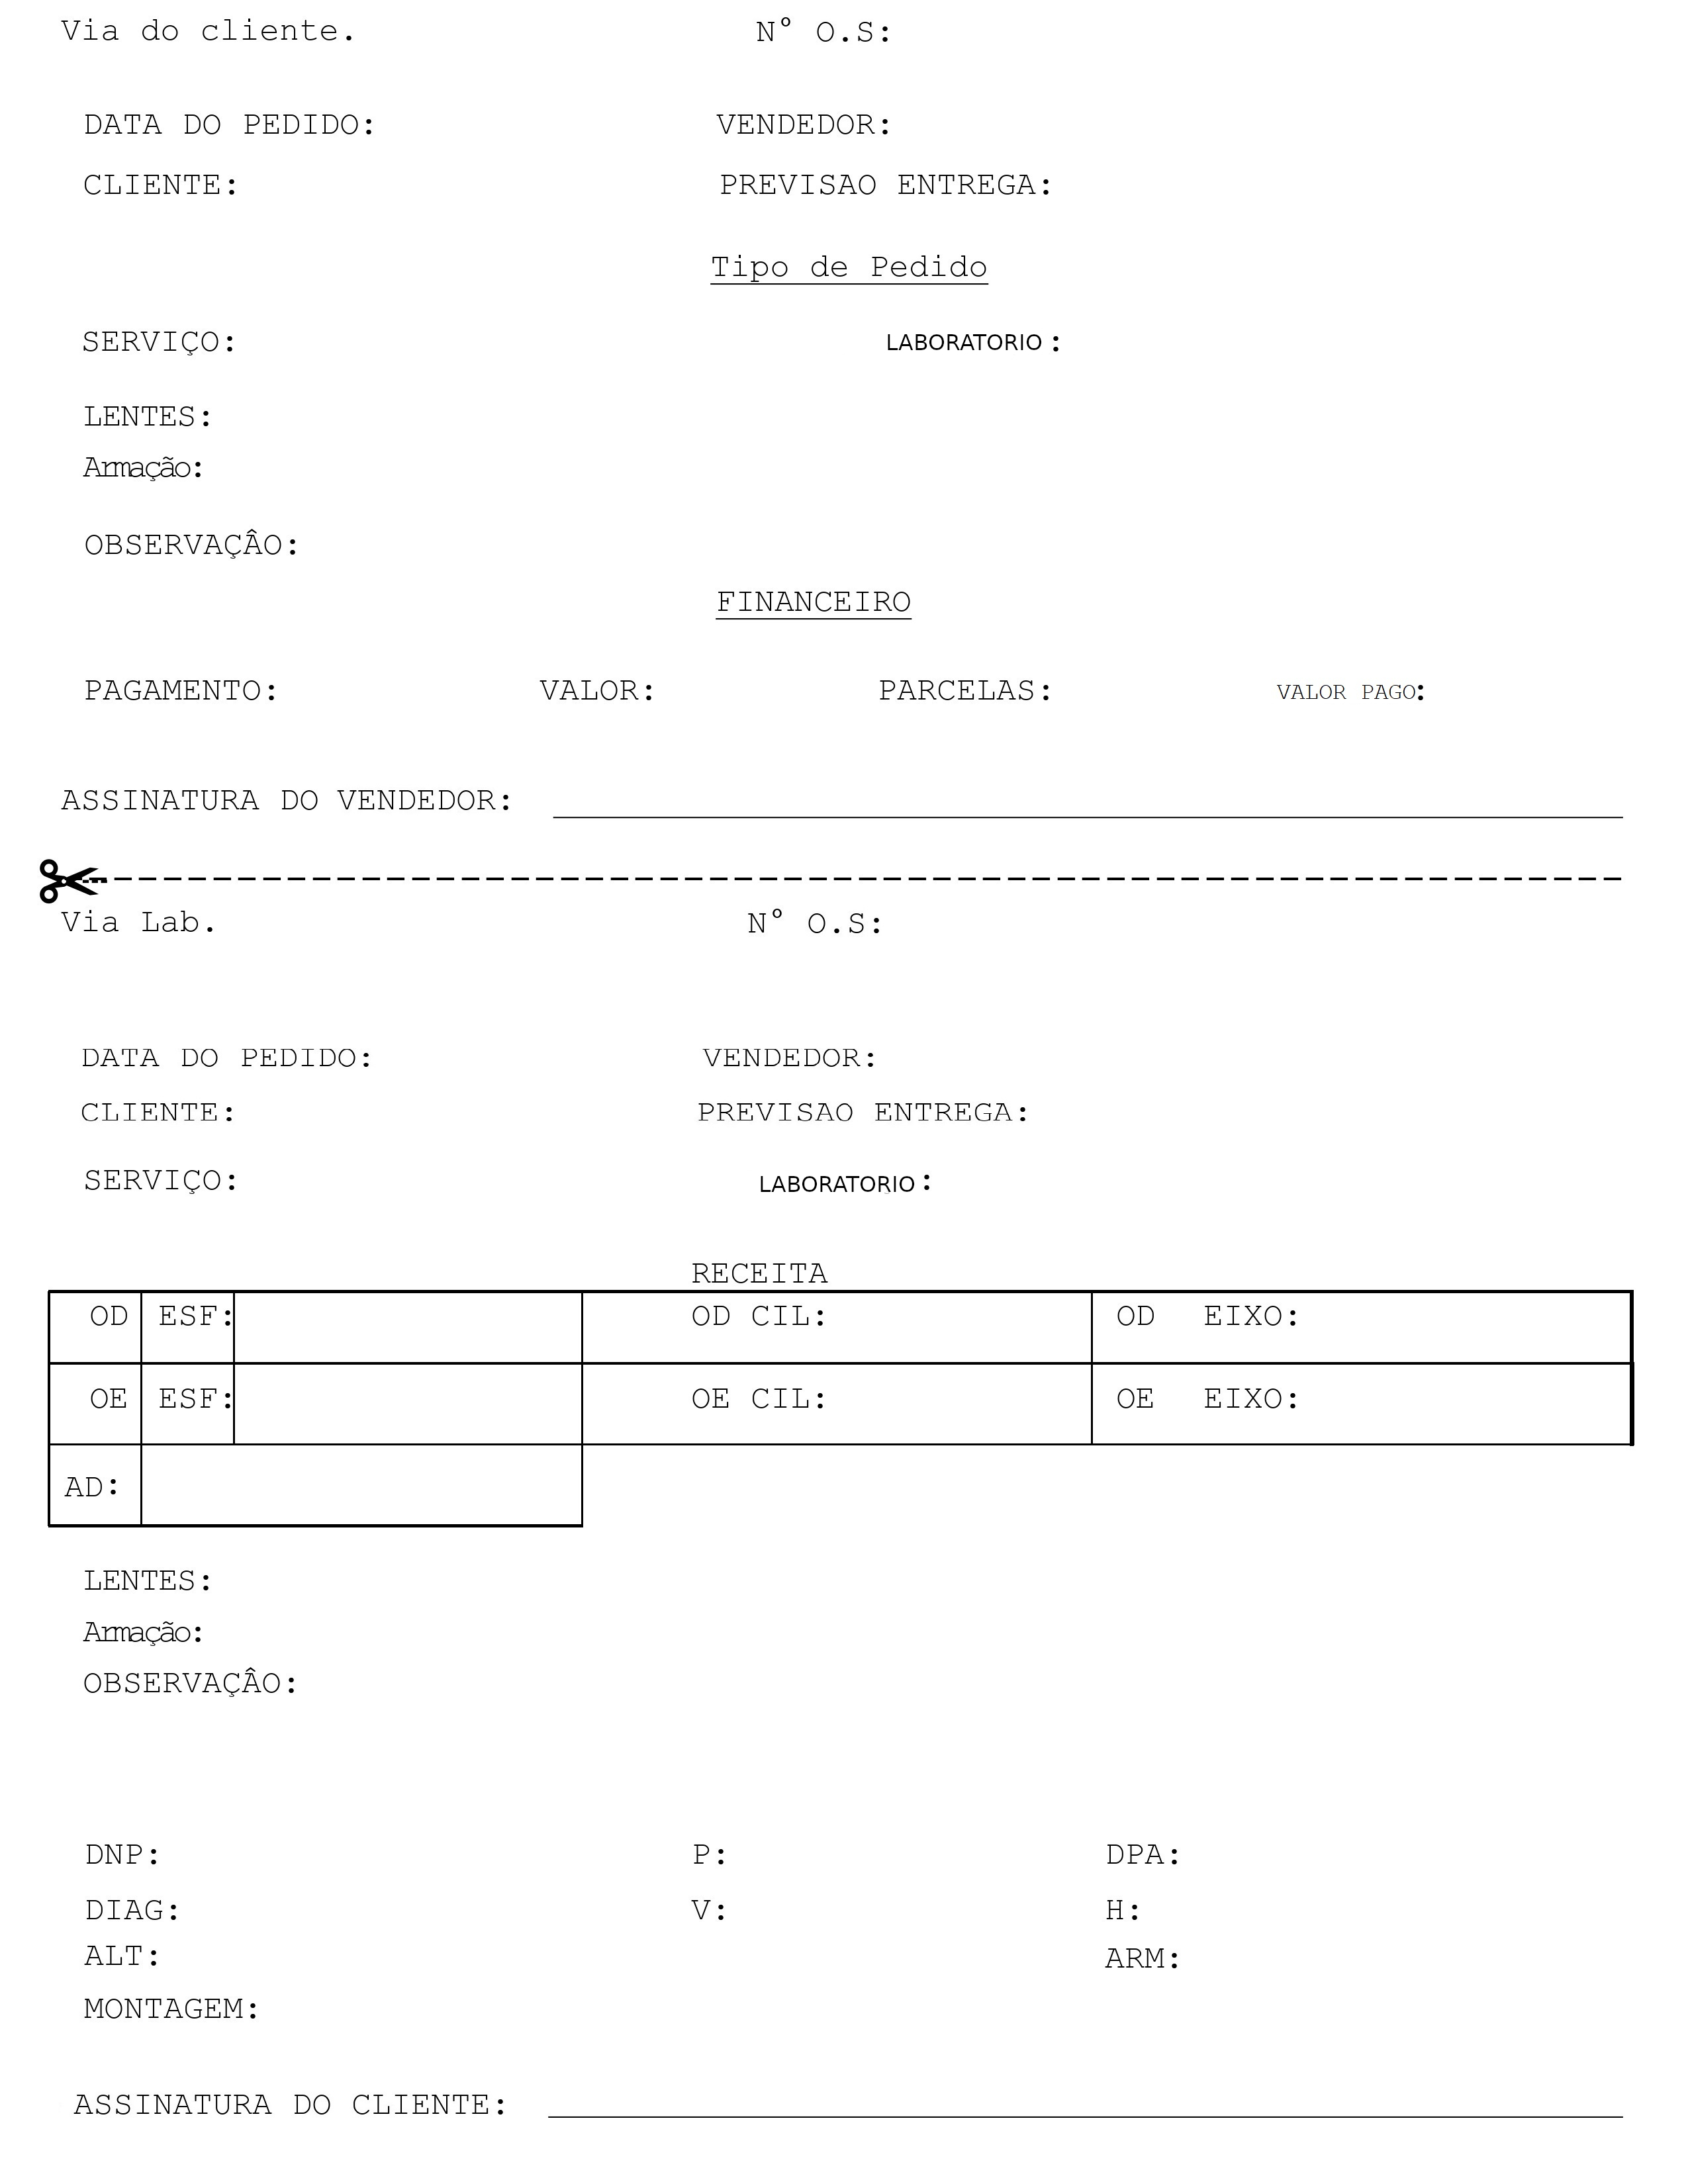 Via do cliente. N° O.S:
DATA DO PEDIDO: VENDEDOR:
CLIENTE: PREVISAO ENTREGA:
Tipo de Pedido
SERVIÇO: LABORATORIO :
LENTES:
Armação:
OBSERVAÇÂO:
FINANCEIRO
PAGAMENTO: VALOR: PARCELAS: VALOR PAGO:
ASSINATURA DO VENDEDOR:
Via Lab. N° O.S:
DATA DO PEDIDO: VENDEDOR:
CLIENTE: PREVISAO ENTREGA:
SERVIÇO: LABORATORIO :
RECEITA
OD ESF: OD CIL: OD EIXO:
OE ESF: OE CIL: OE EIXO:
AD:
LENTES:
Armação:
OBSERVAÇÂO:
DNP: P: DPA:
DIAG: V: H:
ALT: ARM:
MONTAGEM:
ASSINATURA DO CLIENTE: